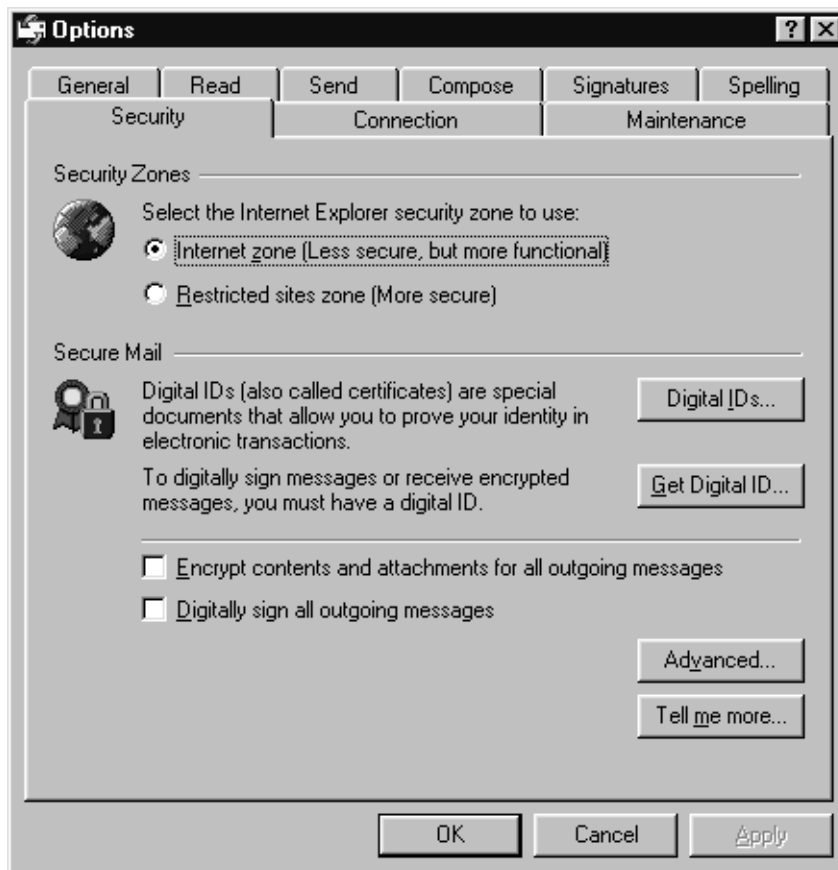 Options
General Read Send Compose Signatures Spelling
Security Connection Maintenance
Security Zones
Select the Internet Explorer security zone to use:
Internet zone (Less secure, but more functional)
Restricted sites zone (More secure)
Secure Mail
Digital IDs (also called certificates) are special
documents that allow you to prove your identity in
electronic transactions.
Digital IDs...
To digitally sign messages or receive encrypted
messages, you must have a digital ID.
Get Digital ID...
Encrypt contents and attachments for all outgoing messages
Digitally sign all outgoing messages
Advanced...
Tell me more...
OK Cancel Apply